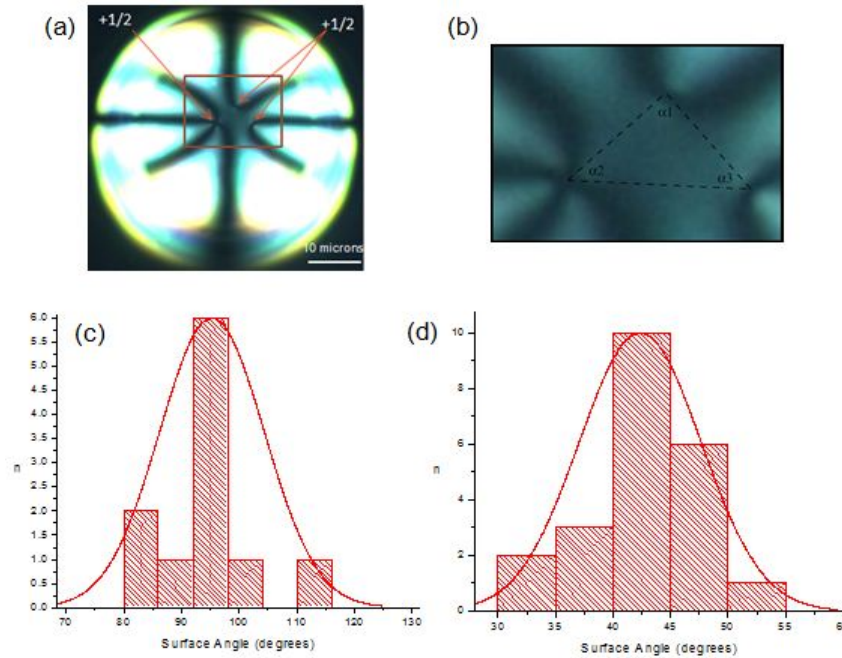 (a)
+1/2
+1/2
10 microns
(b)
α1
α2
α3
(c)
6.0
5.5
5.0
4.5
4.0
3.5
3.0
2.5
2.0
1.5
1.0
0.5
0.0
n
70 80 90 100 110 120 130
Surface Angle (degrees)
(d)
10
8
6
4
2
0
n
30 35 40 45 50 55 60
Surface Angle (degrees)